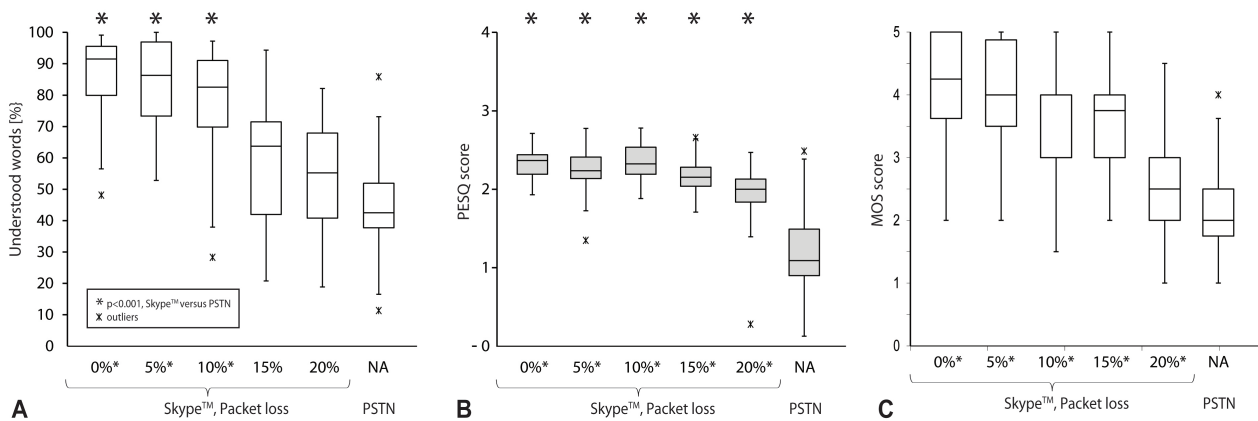 * * *
100
90
80
70
60
50
40
30
20
10
0
Understood words [%]
* p<0.001, Skype™ versus PSTN
ж outliers
0%* 5%* 10%* 15% 20% NA
Skype™, Packet loss PSTN
A
* * * * *
4
3
2
1
- 0
PESQ score
0%* 5%* 10%* 15%* 20%* NA
Skype™, Packet loss PSTN
B
5
4
3
2
1
0
MOS score
0%* 5%* 10%* 15%* 20%* NA
Skype™, Packet loss PSTN
C